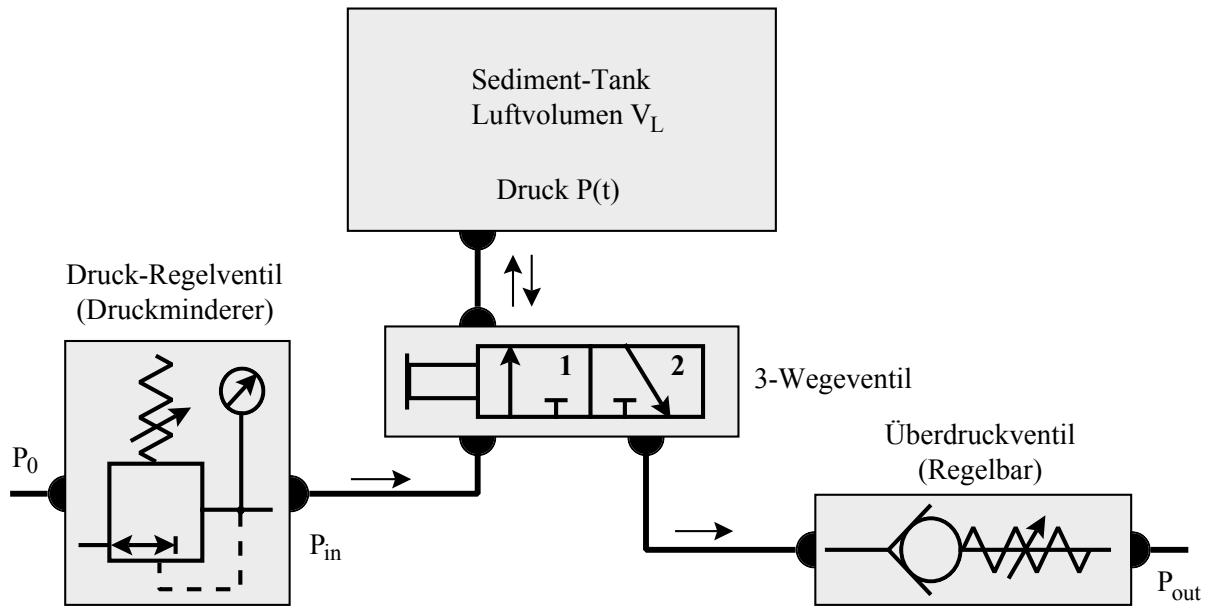 Sediment-Tank
Luftvolumen V_L
Druck P(t)
Druck-Regelventil
(Druckminderer)
1
2
3-Wegeventil
Überdruckventil
(Regelbar)
P_0
P_in
P_out